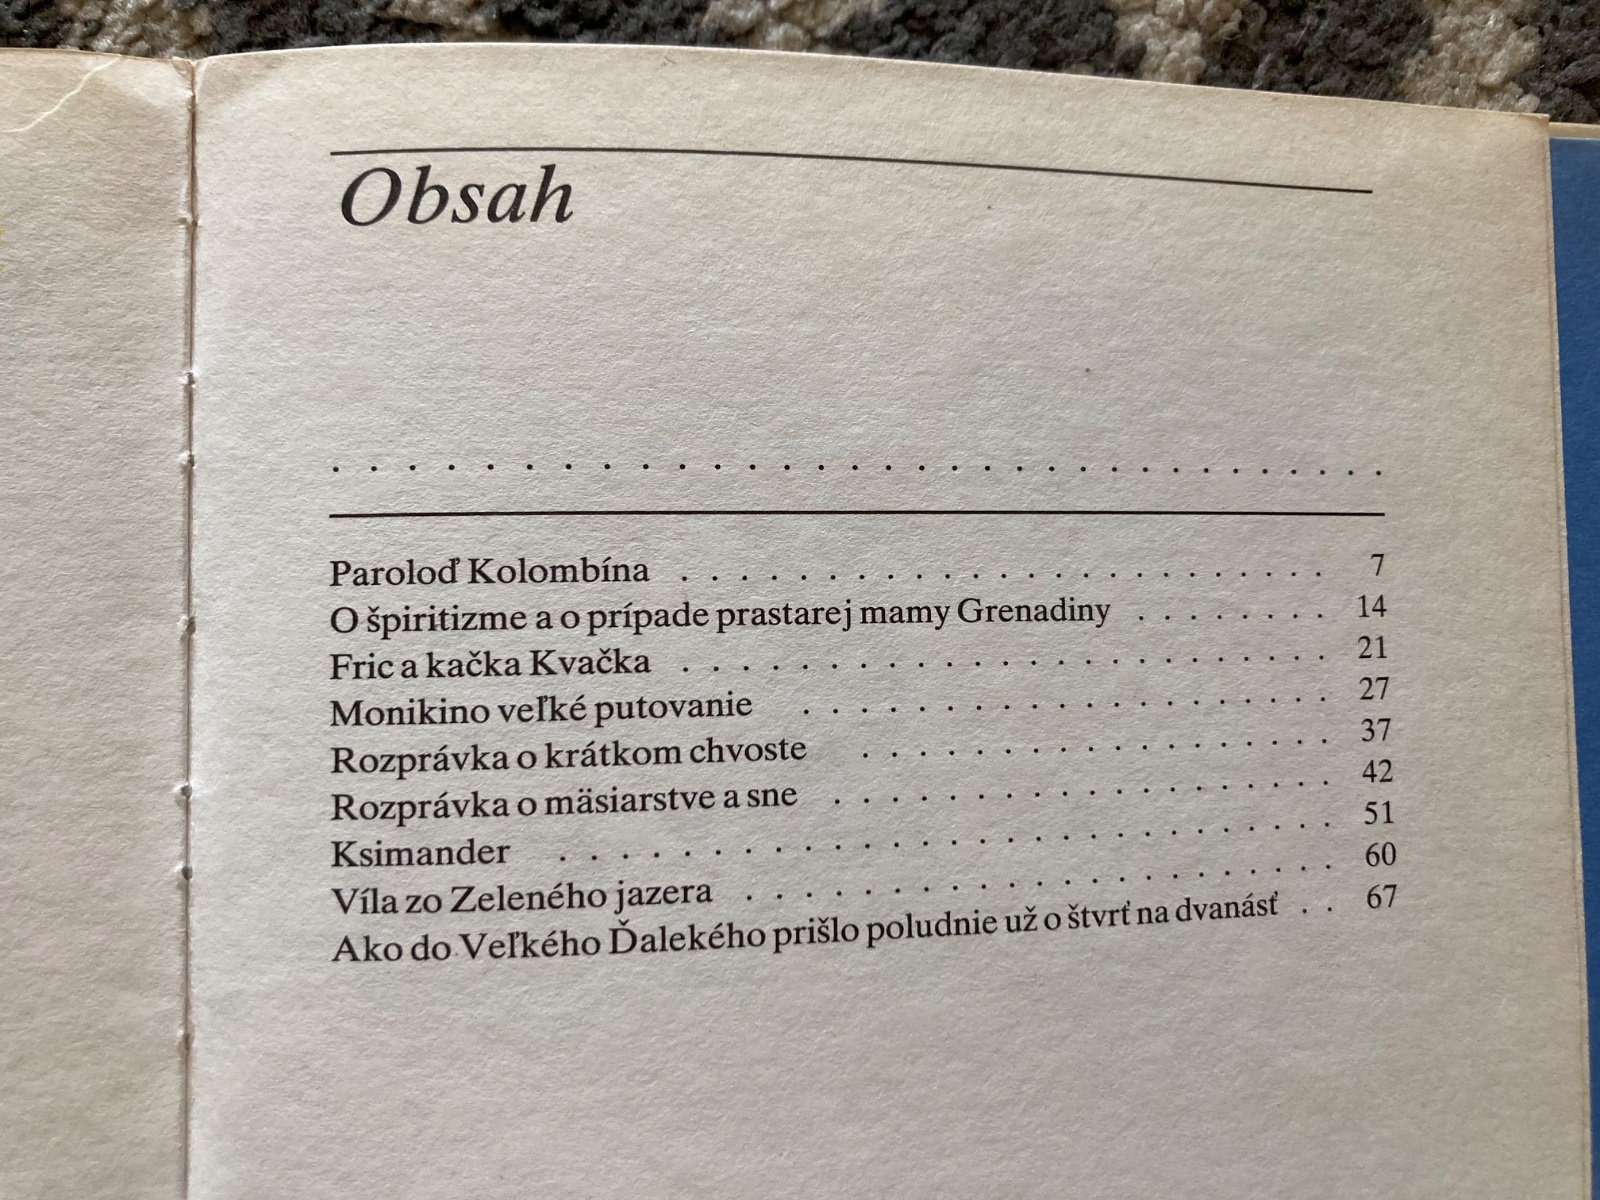 Obsah
Paroloď Kolombína 7
O špiritizme a o prípade prastarej mamy Grenadiny 14
Fric a kačka Kvačka 21
Monikino veľké putovanie 27
Rozprávka o krátkom chvoste 37
Rozprávka o mäsiarstve a sne 42
Ksimander 51
Víla zo Zeleného jazera 60
Ako do Veľkého Ďalekého prišlo poludnie už o štvrť na dvanásť 67